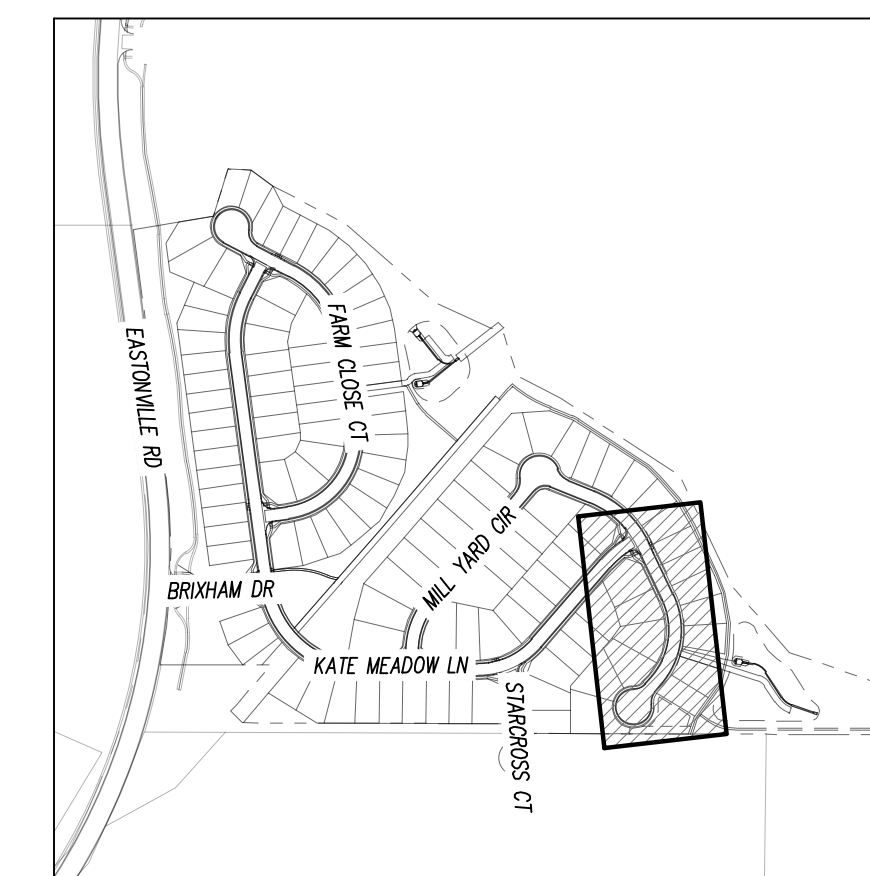 FARM CLOSE CT
EASTONVILLE RD
MILL YARD CIR
BRIXHAM DR
KATE MEADOW LN
STARCROSS CT